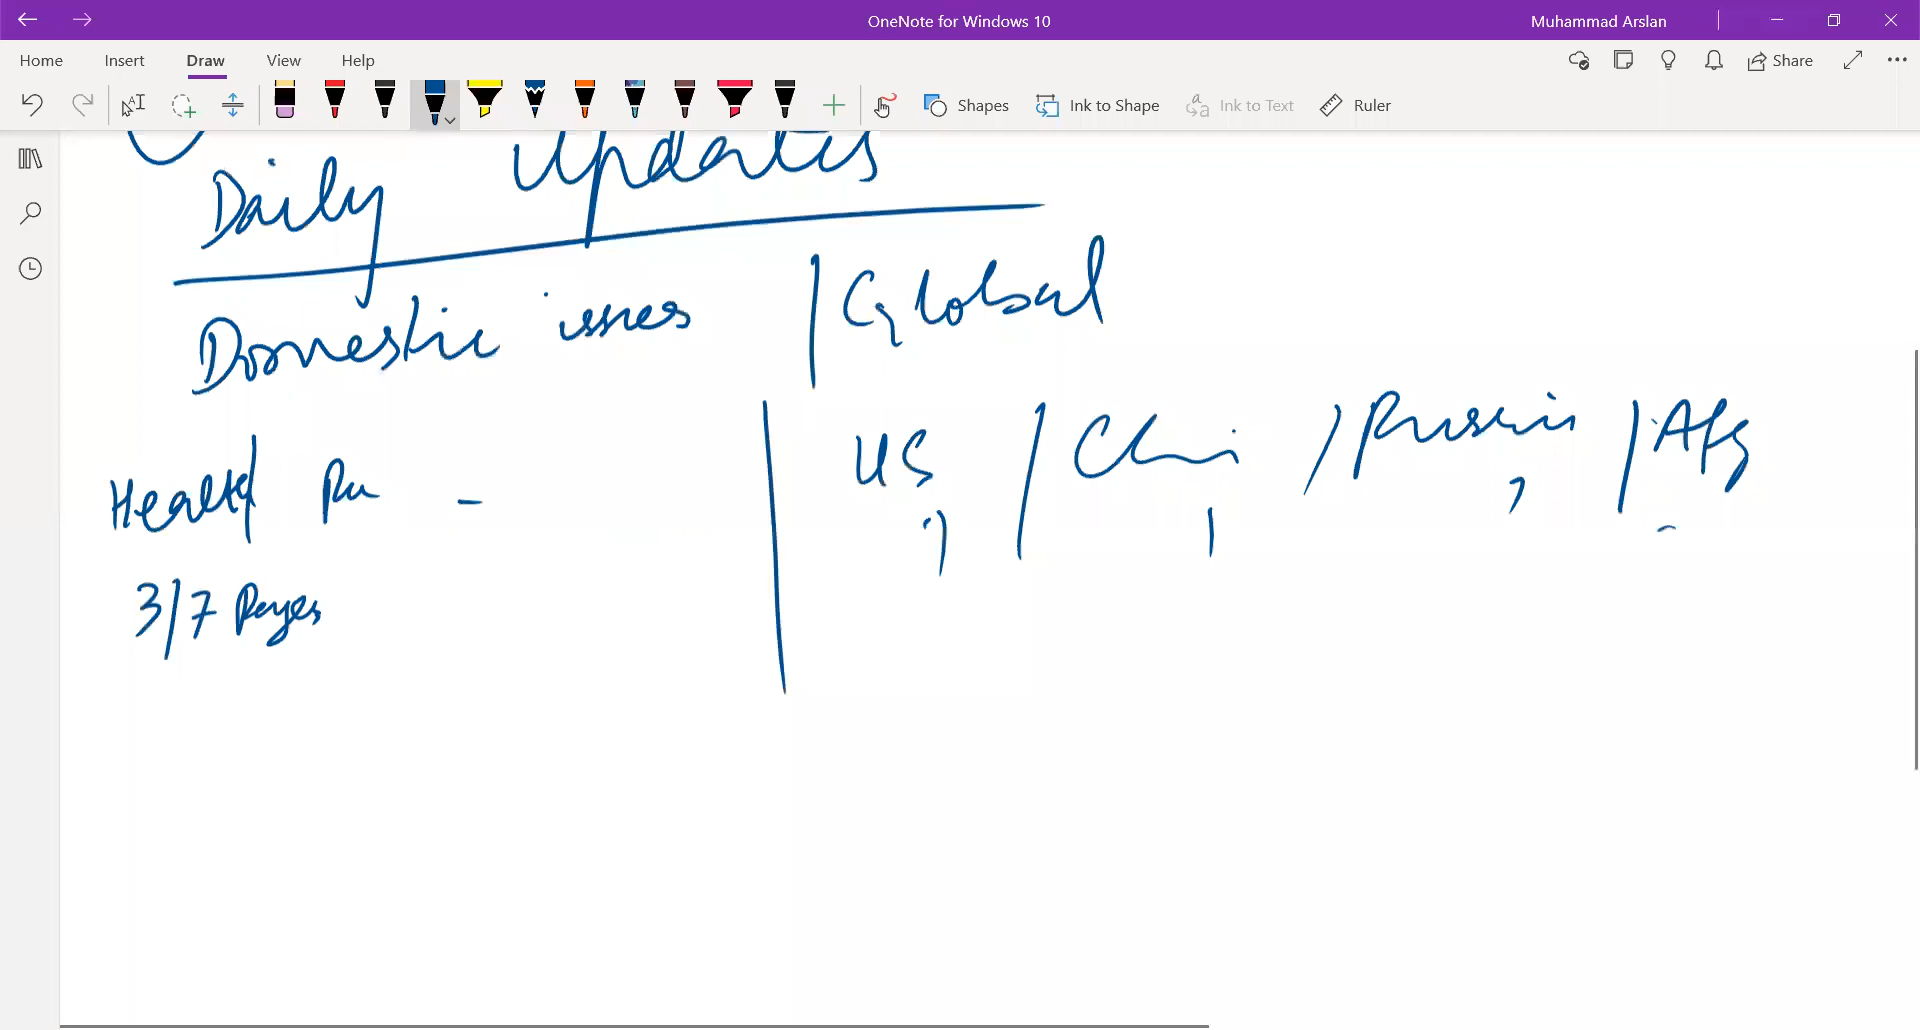 OneNote for Windows 10
Muhammad Arslan
Home Insert Draw View Help
Share
Shapes Ink to Shape Ink to Text Ruler
Daily Updates
Domestic issues | Global
US / Chi / Russia / Afg
Health /
3/7 Pages